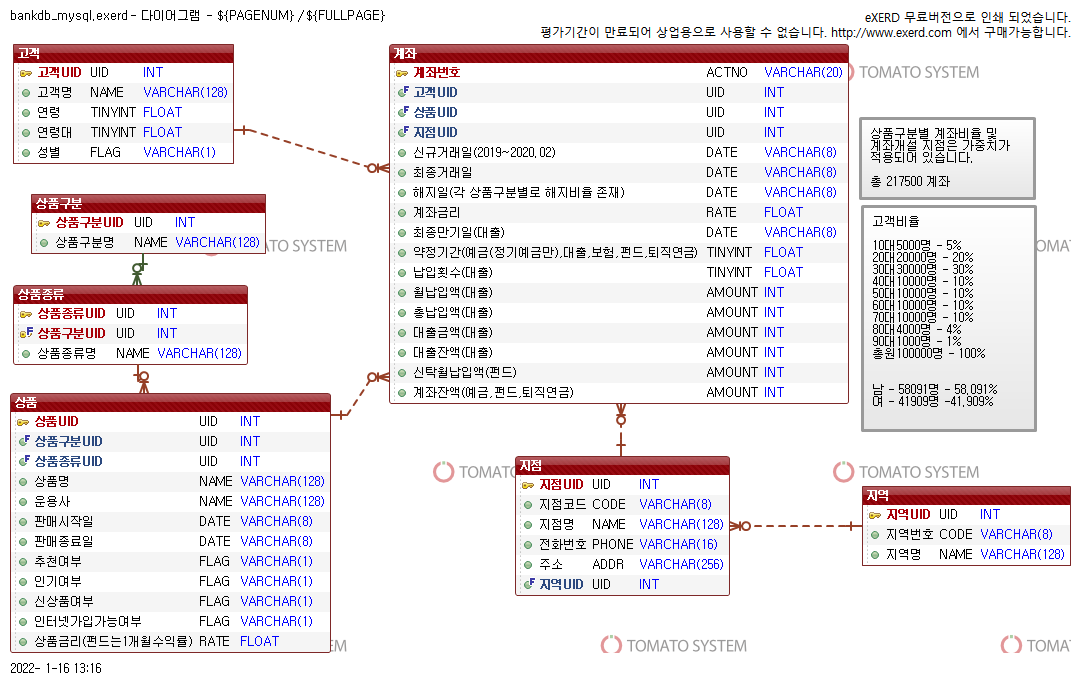 bankdb_mysql.exerd - 다이어그램 - ${PAGENUM} / ${FULLPAGE}
eXERD 무료버전으로 인쇄 되었습니다.
평가기간이 만료되어 상업용으로 사용할 수 없습니다. http://www.exerd.com 에서 구매가능합니다.
고객
고객UID UID INT
고객명 NAME VARCHAR(128)
연령 TINYINT FLOAT
연령대 TINYINT FLOAT
성별 FLAG VARCHAR(1)
상품구분
상품구분UID UID INT
상품구분명 NAME VARCHAR(128)
상품종류
상품종류UID UID INT
상품구분UID UID INT
상품종류명 NAME VARCHAR(128)
상품
상품UID UID INT
상품구분UID UID INT
상품종류UID UID INT
상품명 NAME VARCHAR(128)
운용사 NAME VARCHAR(128)
판매시작일 DATE VARCHAR(8)
판매종료일 DATE VARCHAR(8)
추천여부 FLAG VARCHAR(1)
인기여부 FLAG VARCHAR(1)
신상품여부 FLAG VARCHAR(1)
인터넷가입가능여부 FLAG VARCHAR(1)
상품금리(펀드는1개월수익률) RATE FLOAT
계좌
계좌번호 ACTNO VARCHAR(20)
고객UID UID INT
상품UID UID INT
지점UID UID INT
신규거래일(2019~2020.02) DATE VARCHAR(8)
최종거래일 DATE VARCHAR(8)
해지일(각 상품구분별로 해지비율 존재) DATE VARCHAR(8)
계좌금리 RATE FLOAT
최종만기일(대출) DATE VARCHAR(8)
약정기간(예금(정기예금만),대출,보험,펀드,퇴직연금) TINYINT FLOAT
납입횟수(대출) TINYINT FLOAT
월납입액(대출) AMOUNT INT
총납입액(대출) AMOUNT INT
대출금액(대출) AMOUNT INT
대출잔액(대출) AMOUNT INT
신탁월납입액(펀드) AMOUNT INT
계좌잔액(예금,펀드,퇴직연금) AMOUNT INT
지점
지점UID UID INT
지점코드 CODE VARCHAR(8)
지점명 NAME VARCHAR(128)
전화번호 PHONE VARCHAR(16)
주소 ADDR VARCHAR(256)
지역UID UID INT
지역
지역UID UID INT
지역번호 CODE VARCHAR(8)
지역명 NAME VARCHAR(128)
상품구분별 계좌비율 및
계좌개설 지점은 가중치가
적용되어 있습니다.
총 217500 계좌
고객비율
10대5000명 - 5%
20대20000명 - 20%
30대30000명 - 30%
40대10000명 - 10%
50대10000명 - 10%
60대10000명 - 10%
70대10000명 - 10%
80대4000명 - 4%
90대1000명 - 1%
총원100000명 - 100%
남 - 58091명 - 58.091%
여 - 41909명 -41.909%
TOMATO SYSTEM
TO SYSTEM
TOMA
TOMATO
TOMATO SYSTEM
EM
TOMATO SYSTEM
TOMA
2022- 1-16 13:16